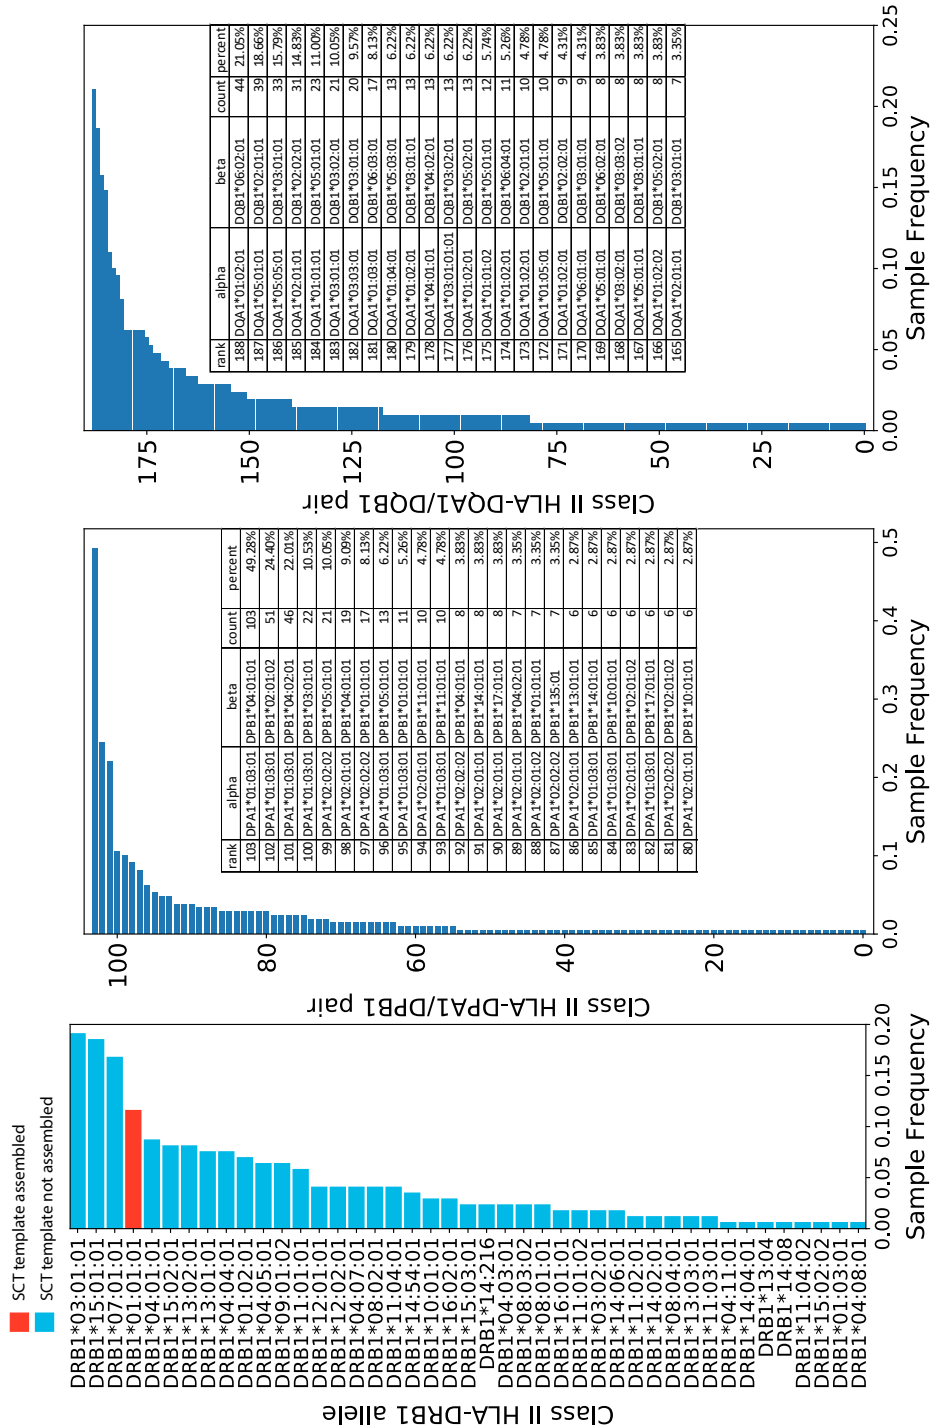 SCT template assembled
SCT template not assembled
Class II HLA-DRB1 allele
DRB1*03:01:01
DRB1*15:01:01
DRB1*07:01:01
DRB1*01:01:01
DRB1*04:01:01
DRB1*15:02:01
DRB1*13:02:01
DRB1*13:01:01
DRB1*04:04:01
DRB1*01:02:01
DRB1*04:05:01
DRB1*09:01:02
DRB1*11:01:01
DRB1*12:01:01
DRB1*12:02:01
DRB1*04:07:01
DRB1*08:02:01
DRB1*11:04:01
DRB1*14:54:01
DRB1*10:01:01
DRB1*16:02:01
DRB1*15:03:01
DRB1*14:216
DRB1*04:03:01
DRB1*08:03:02
DRB1*08:01:01
DRB1*16:01:01
DRB1*11:01:02
DRB1*03:02:01
DRB1*14:06:01
DRB1*11:02:01
DRB1*14:02:01
DRB1*08:04:01
DRB1*13:03:01
DRB1*11:03:01
DRB1*04:11:01
DRB1*14:04:01
DRB1*13:04
DRB1*14:08
DRB1*11:04:02
DRB1*15:02:02
DRB1*01:03:01
DRB1*04:08:01
0.00 0.05 0.10 0.15 0.20
Sample Frequency
Class II HLA-DPA1/DPB1 pair
100
80
60
40
20
0
rank alpha beta count percent
103 DPA1*01:03:01 DPB1*04:01:01 103 49.28%
102 DPA1*01:03:01 DPB1*02:01:02 51 24.40%
101 DPA1*01:03:01 DPB1*04:02:01 46 22.01%
100 DPA1*01:03:01 DPB1*03:01:01 22 10.53%
99 DPA1*02:02:02 DPB1*05:01:01 21 10.05%
98 DPA1*02:01:01 DPB1*04:01:01 19 9.09%
97 DPA1*02:02:02 DPB1*01:01:01 17 8.13%
96 DPA1*01:03:01 DPB1*05:01:01 13 6.22%
95 DPA1*01:03:01 DPB1*01:01:01 11 5.26%
94 DPA1*02:01:01 DPB1*11:01:01 10 4.78%
93 DPA1*01:03:01 DPB1*11:01:01 10 4.78%
92 DPA1*02:02:02 DPB1*04:01:01 8 3.83%
91 DPA1*02:01:01 DPB1*14:01:01 8 3.83%
90 DPA1*02:01:01 DPB1*17:01:01 8 3.83%
89 DPA1*02:01:01 DPB1*04:02:01 7 3.35%
88 DPA1*02:01:02 DPB1*01:01:01 7 3.35%
87 DPA1*02:02:02 DPB1*135:01 7 3.35%
86 DPA1*02:01:01 DPB1*13:01:01 6 2.87%
85 DPA1*01:03:01 DPB1*14:01:01 6 2.87%
84 DPA1*01:03:01 DPB1*10:01:01 6 2.87%
83 DPA1*02:01:01 DPB1*02:01:02 6 2.87%
82 DPA1*01:03:01 DPB1*17:01:01 6 2.87%
81 DPA1*02:02:02 DPB1*02:01:02 6 2.87%
80 DPA1*02:01:01 DPB1*10:01:01 6 2.87%
0.0 0.1 0.2 0.3 0.4 0.5
Sample Frequency
Class II HLA-DQA1/DQB1 pair
175
150
125
100
75
50
25
0
rank alpha beta count percent
188 DQA1*01:02:01 DQB1*06:02:01 44 21.05%
187 DQA1*05:01:01 DQB1*02:01:01 39 18.66%
186 DQA1*05:05:01 DQB1*03:01:01 33 15.79%
185 DQA1*02:01:01 DQB1*02:02:01 31 14.83%
184 DQA1*01:01:01 DQB1*05:01:01 23 11.00%
183 DQA1*03:01:01 DQB1*03:02:01 21 10.05%
182 DQA1*03:03:01 DQB1*03:01:01 20 9.57%
181 DQA1*01:03:01 DQB1*06:03:01 17 8.13%
180 DQA1*01:04:01 DQB1*05:03:01 13 6.22%
179 DQA1*01:02:01 DQB1*03:01:01 13 6.22%
178 DQA1*04:01:01 DQB1*04:02:01 13 6.22%
177 DQA1*03:01:01:01 DQB1*03:02:01 13 6.22%
176 DQA1*01:02:01 DQB1*05:02:01 13 6.22%
175 DQA1*01:01:02 DQB1*05:01:01 12 5.74%
174 DQA1*01:02:01 DQB1*06:04:01 11 5.26%
173 DQA1*01:02:01 DQB1*02:01:01 10 4.78%
172 DQA1*01:05:01 DQB1*05:01:01 10 4.78%
171 DQA1*01:02:01 DQB1*02:02:01 9 4.31%
170 DQA1*06:01:01 DQB1*03:01:01 9 4.31%
169 DQA1*05:01:01 DQB1*06:02:01 8 3.83%
168 DQA1*03:02:01 DQB1*03:03:02 8 3.83%
167 DQA1*05:01:01 DQB1*03:01:01 8 3.83%
166 DQA1*01:02:02 DQB1*05:02:01 8 3.83%
165 DQA1*02:01:01 DQB1*03:01:01 7 3.35%
0.00 0.05 0.10 0.15 0.20 0.25
Sample Frequency